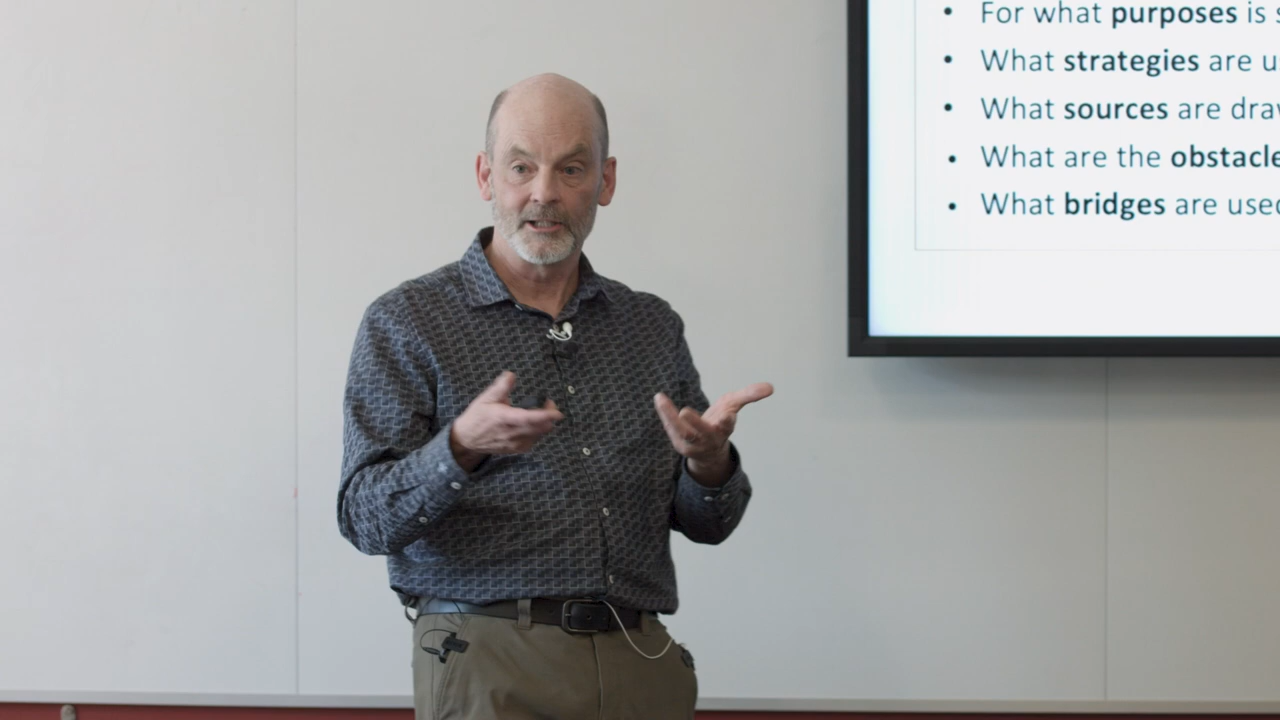 • For what purposes is
• What strategies are
• What sources are
• What are the
• What bridges are